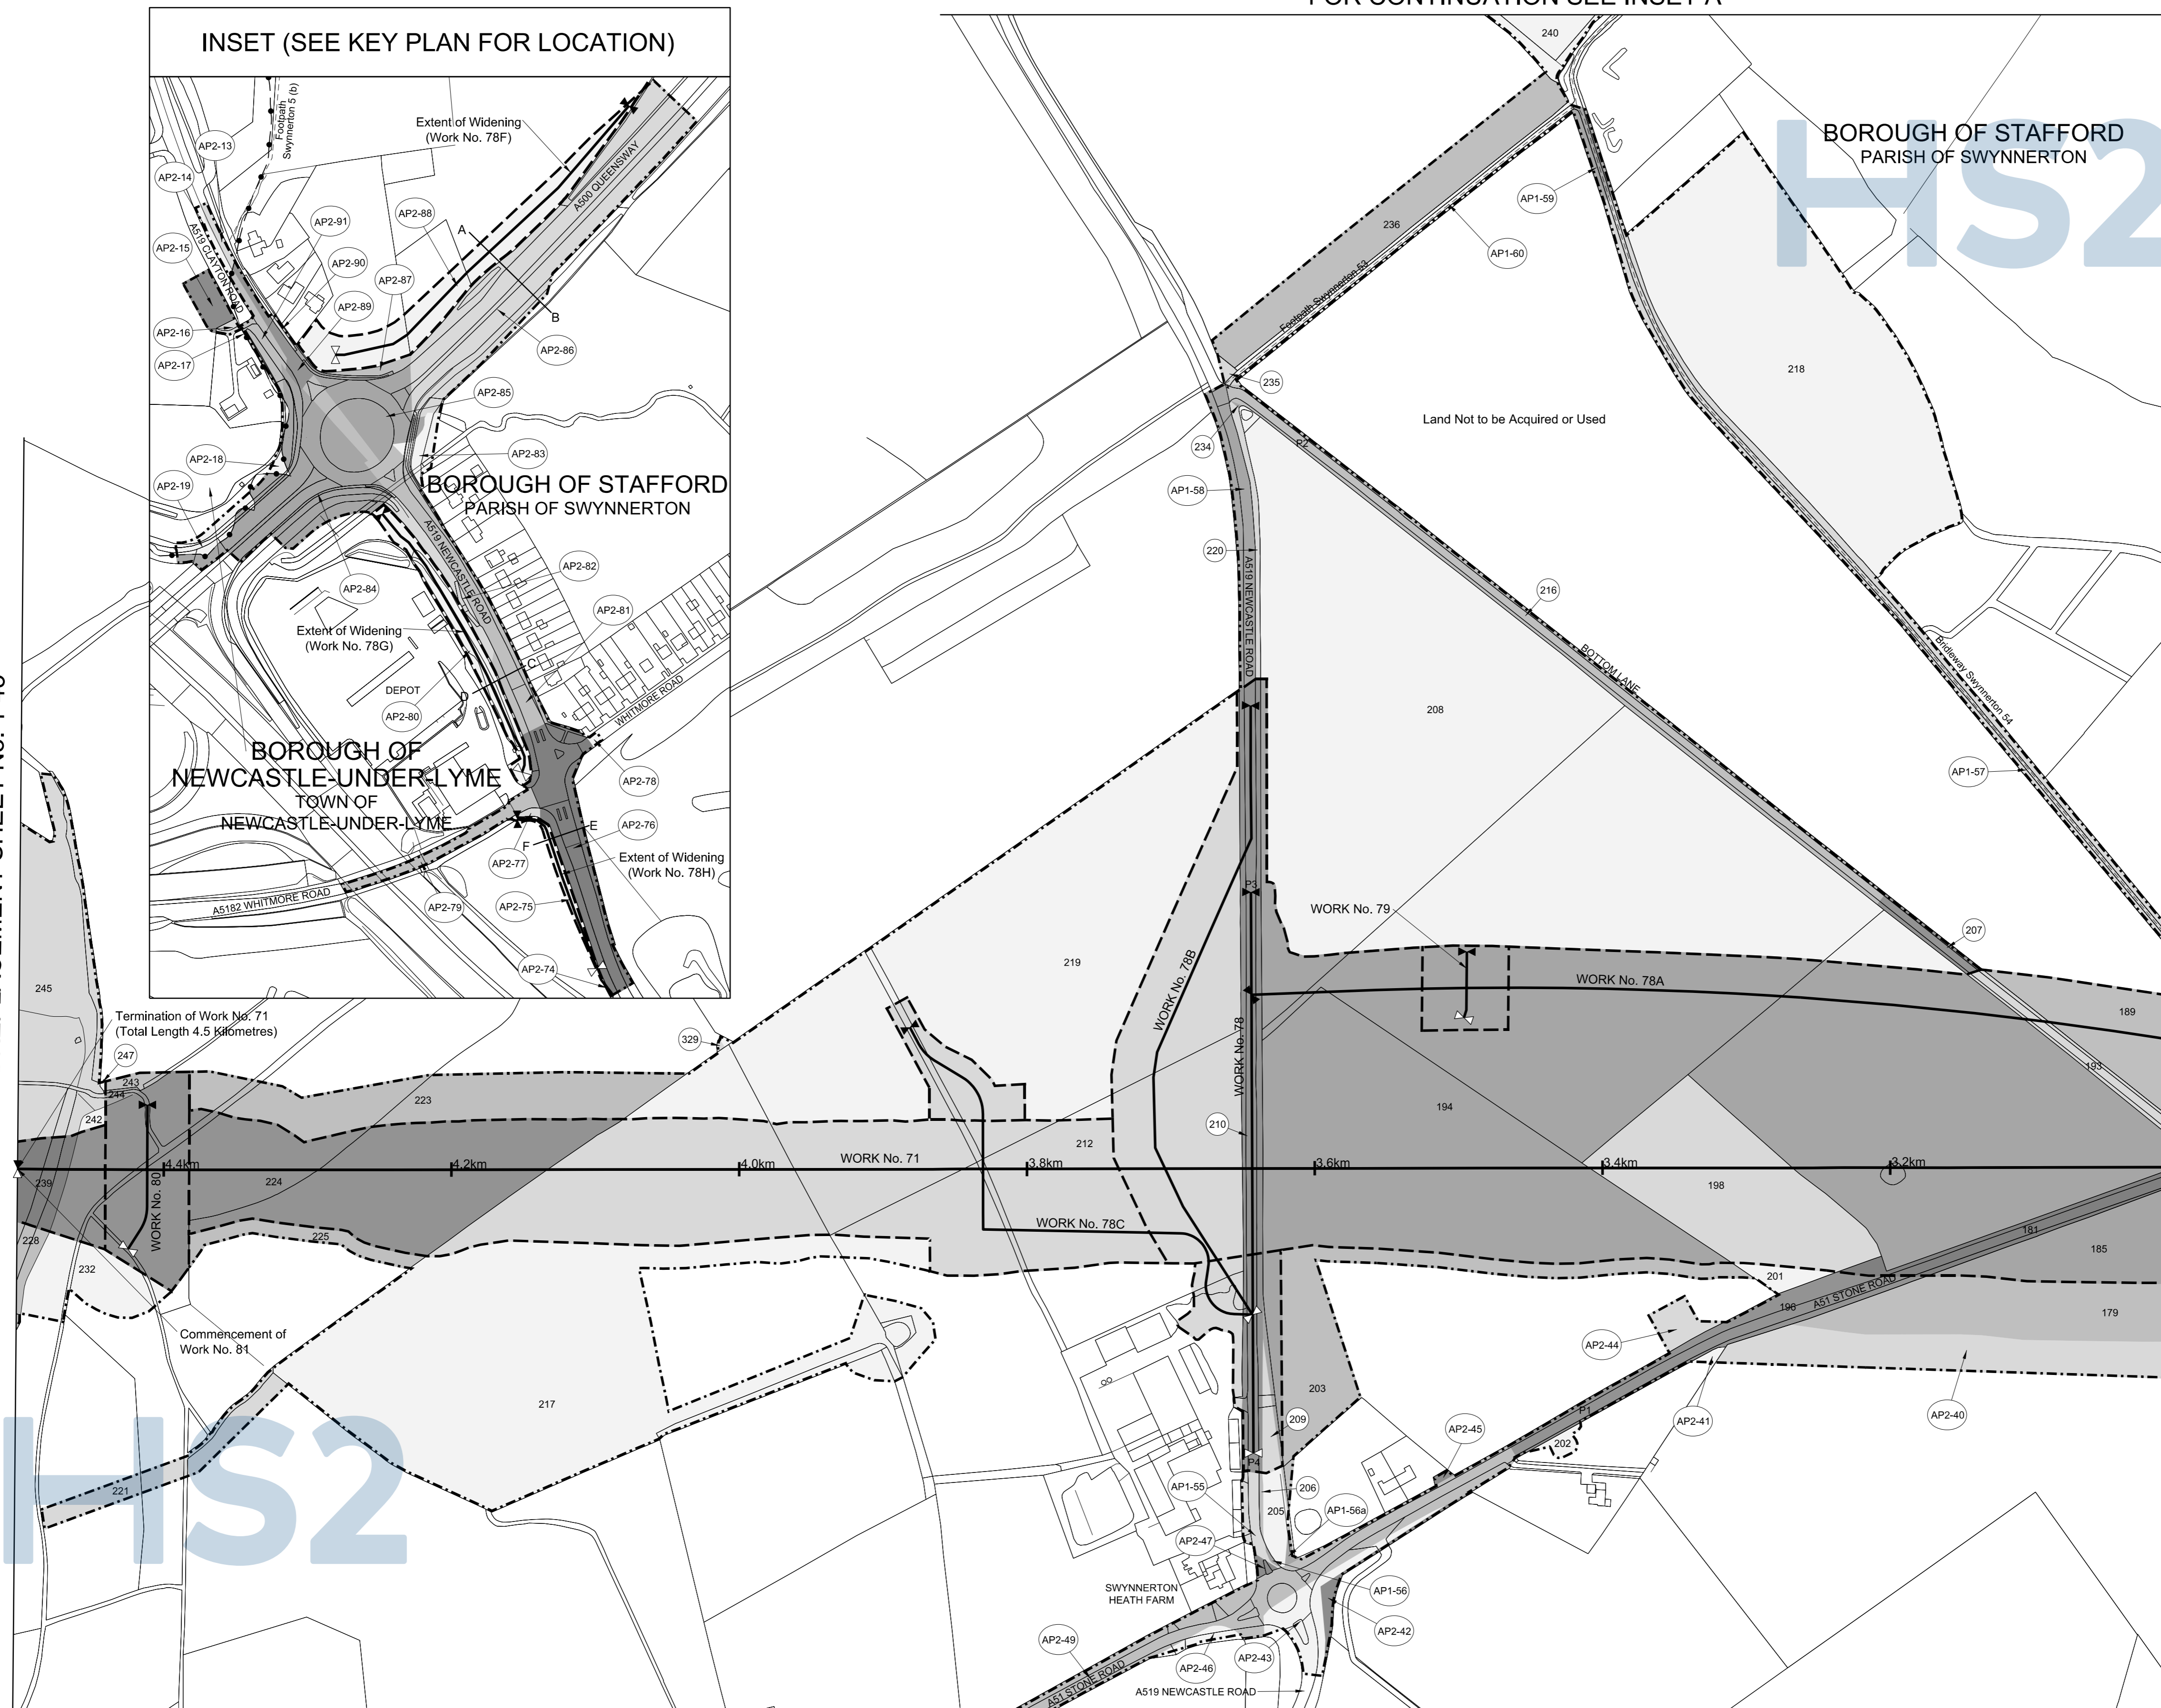 FOR CONTINUATION SEE INSET A
INSET (SEE KEY PLAN FOR LOCATION)
Footpath
Swynnerton 5 (b)
Extent of Widening
(Work No. 78F)
AP2-13
AP2-14
AP2-15
AP2-16
AP2-17
AP2-18
AP2-19
AP2-91
AP2-90
AP2-89
AP2-88
AP2-87
A
B
A519 CLAYTON ROAD
A500 QUEENSWAY
AP2-86
AP2-85
AP2-83
BOROUGH OF STAFFORD
PARISH OF SWYNNERTON
A519 NEWCASTLE ROAD
AP2-82
AP2-84
AP2-81
Extent of Widening
(Work No. 78G)
C
D
DEPOT
AP2-80
WHITMORE ROAD
BOROUGH OF
NEWCASTLE-UNDER-LYME
TOWN OF
NEWCASTLE-UNDER-LYME
AP2-78
E
AP2-76
F
AP2-77
Extent of Widening
(Work No. 78H)
A5182 WHITMORE ROAD
AP2-79
AP2-75
AP2-74
240
BOROUGH OF STAFFORD
PARISH OF SWYNNERTON
HS2
AP1-59
236
AP1-60
Footpath Swynnerton 53
218
235
Land Not to be Acquired or Used
234
P2
AP1-58
220
A519 NEWCASTLE ROAD
216
BOTTOM LANE
Bridleway Swynnerton 54
208
AP1-57
P3
WORK No. 79
207
219
WORK No. 78B
WORK No. 78A
245
189
Termination of Work No. 71
(Total Length 4.5 Kilometres)
247
329
WORK No. 78
193
243
244
223
194
242
210
212
4.4km
4.2km
4.0km
WORK No. 71
3.8km
3.6km
3.4km
3.2km
239
WORK No. 80
224
198
WORK No. 78C
228
225
181
185
232
201
196
A51 STONE ROAD
179
Commencement of
Work No. 81
AP2-44
203
217
209
P1
AP2-41
AP2-40
AP2-45
202
P4
221
HS2
AP1-55
206
205
AP1-56a
AP2-47
SWYNNERTON
HEATH FARM
AP1-56
AP2-42
AP2-49
AP2-46
AP2-43
A51 STONE ROAD
A519 NEWCASTLE ROAD